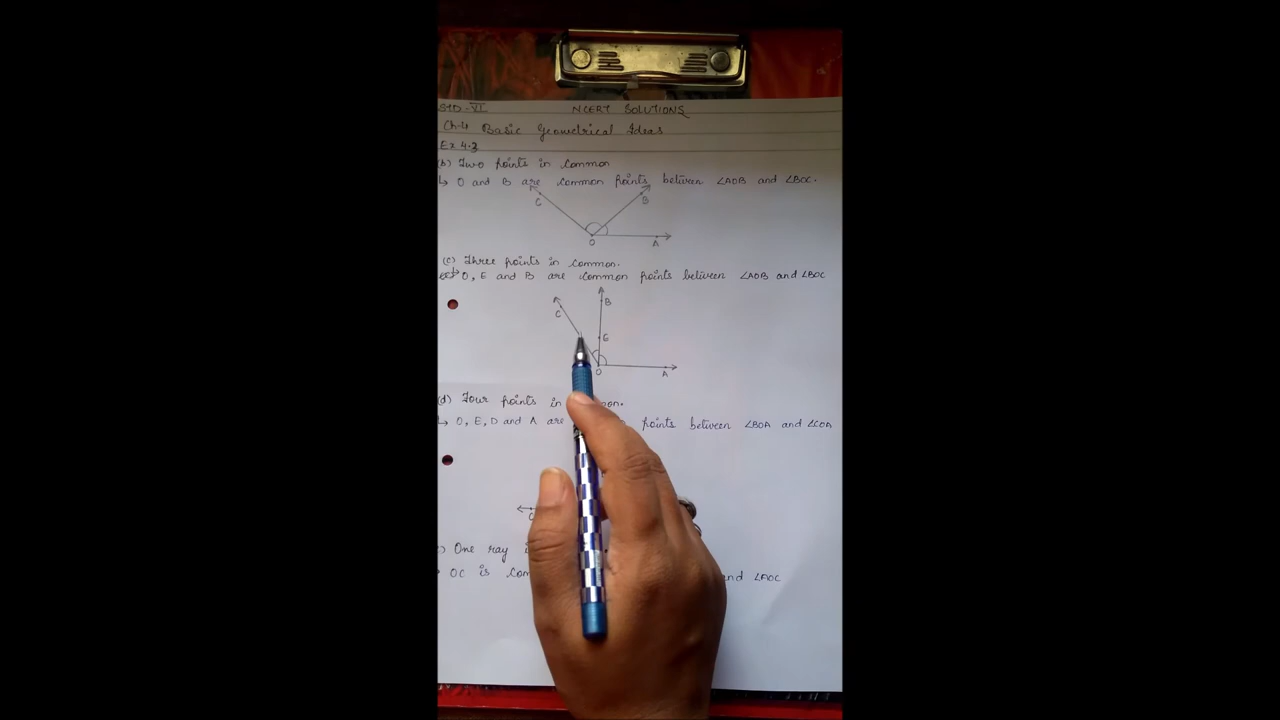 STD-VI NCERT SOLUTIONS
Ch-4 Basic Geometrical Ideas
Ex 4.3
(b) Two points in common
↳ O and B are common points between ∠AOB and ∠BOC.
C B
O A
(c) Three points in common.
O, E and B are common points between ∠AOB and ∠BOC
C B
E
O A
(d) Four points in
↳ O, E, D and A are points between ∠BOA and ∠COA
C
One ray
OC is and ∠AOC